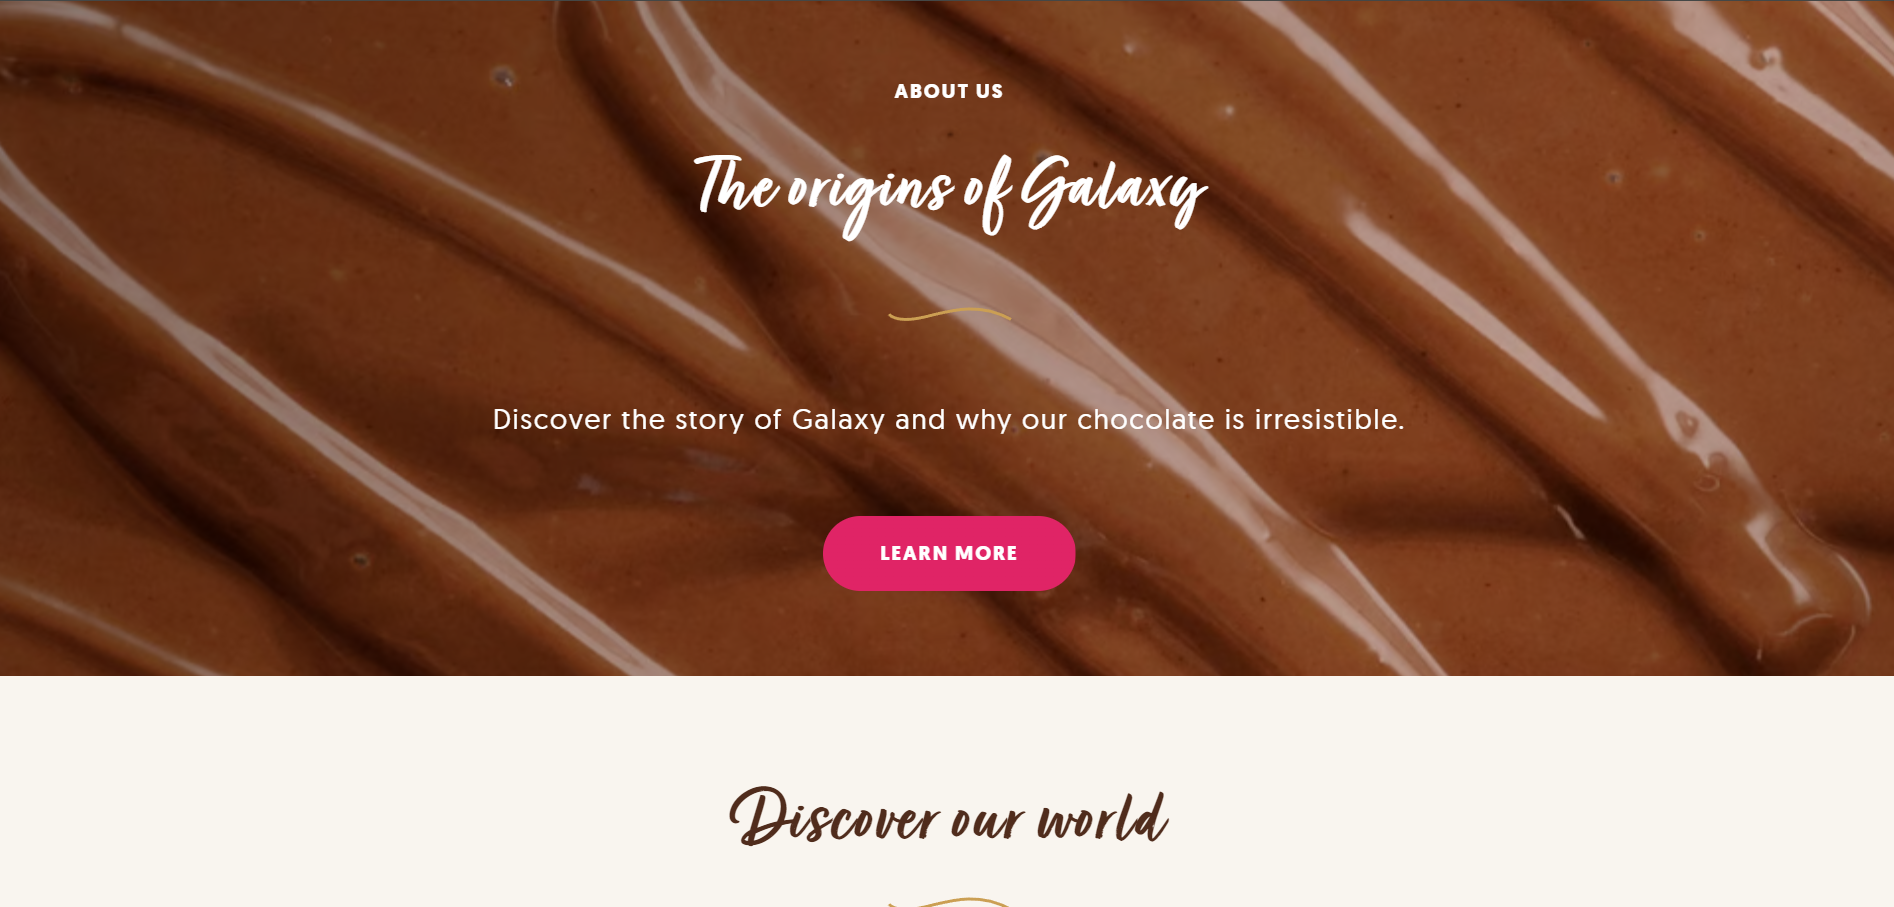 ABOUT US
The origins of Galaxy
Discover the story of Galaxy and why our chocolate is irresistible.
LEARN MORE
Discover our world